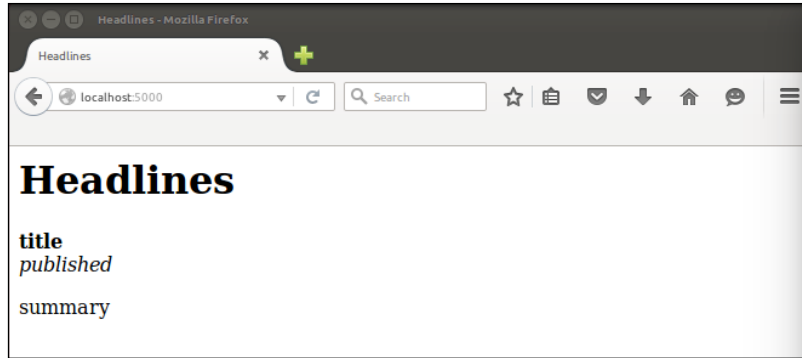 Headlines - Mozilla Firefox
Headlines
localhost:5000
Search
Headlines
title
published
summary